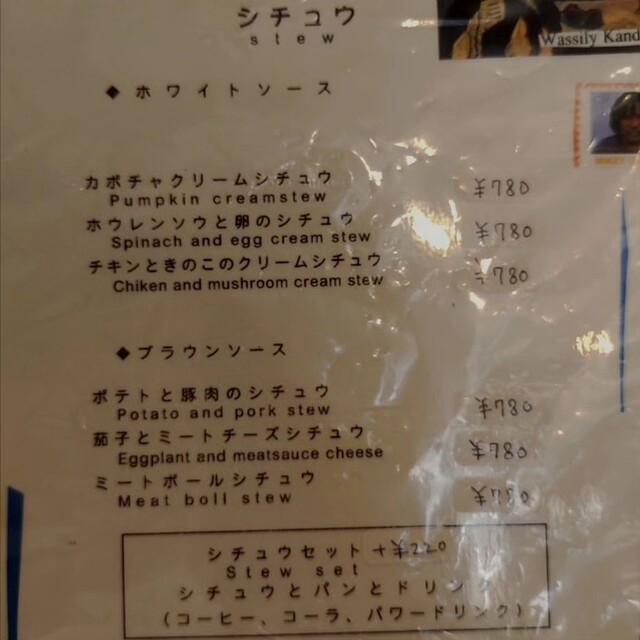 シチュウ
stew
Wassily Kand
◆ ホワイトソース
カボチャクリームシチュウ ¥780
Pumpkin creamstew
ホウレンソウと卵のシチュウ ¥780
Spinach and egg cream stew
チキンときのこのクリームシチュウ ¥780
Chiken and mushroom cream stew
◆ブラウンソース
ポテトと豚肉のシチュウ ¥780
Potato and pork stew
茄子とミートチーズシチュウ ¥780
Eggplant and meatsauce cheese
ミートボールシチュウ ¥780
Meat boll stew
シチュウセット +¥220
Stew set
シチュウとパンとドリン
(コーヒー、コーラ、パワードリンク)